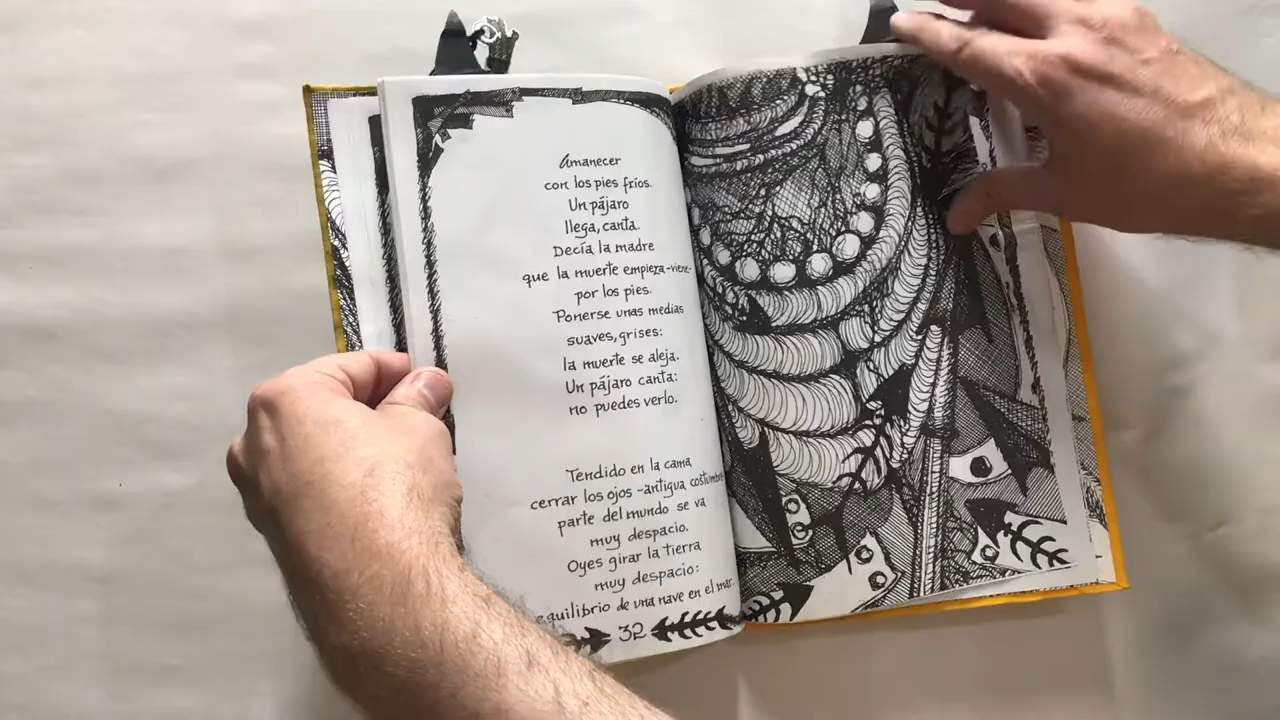 Amanecer
con los pies fríos.
Un pájaro
llega, canta.
Decía la madre
que la muerte empieza -viene-
por los pies.
Ponerse unas medias
suaves, grises:
la muerte se aleja.
Un pájaro canta:
no puedes verlo.
Tendido en la cama
cerrar los ojos -antigua costumbre-
parte del mundo se va
muy despacio.
Oyes girar la tierra
muy despacio:
equilibrio de una nave en el mar.
32